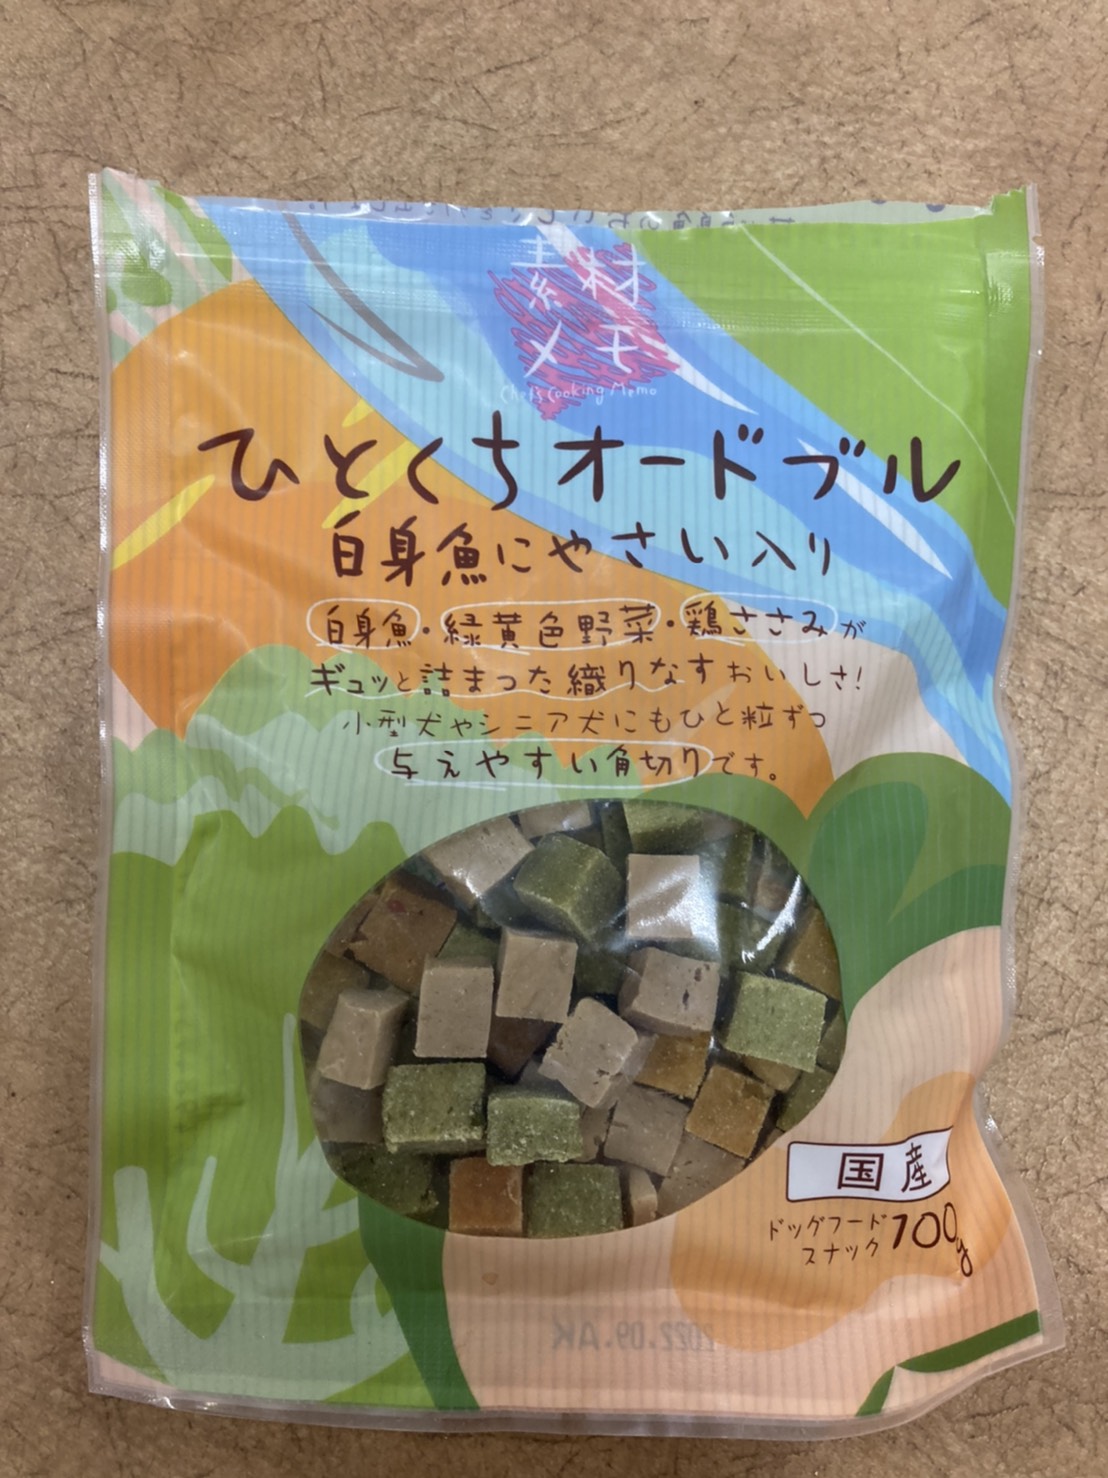 素材
メモ
Chef's Cooking Memo
ひとくちオードブル
白身魚にやさい入り
白身魚・緑黄色野菜・鶏ささみが
ギュッと詰まった織りなすおいしさ!
小型犬やシニア犬にもひと粒ずつ
与えやすい角切りです。
国産
ドッグフード
スナック 100g
2022.09.AK